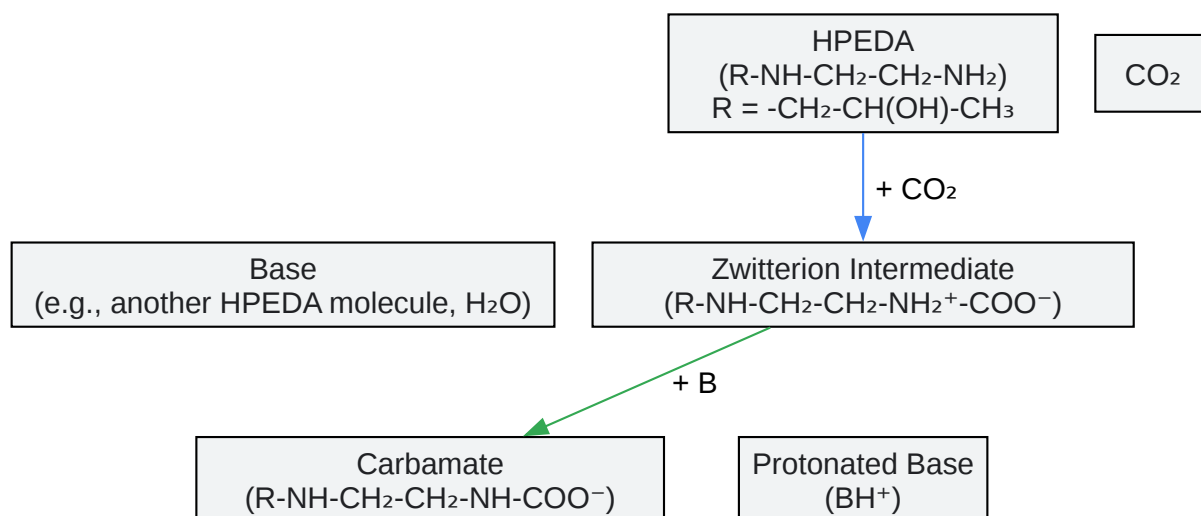 HPEDA
(R-NH-CH₂-CH₂-NH₂)
R = -CH₂-CH(OH)-CH₃
CO₂
+ CO₂
Base
(e.g., another HPEDA molecule, H₂O)
Zwitterion Intermediate
(R-NH-CH₂-CH₂-NH₂⁺-COO⁻)
+ B
Carbamate
(R-NH-CH₂-CH₂-NH-COO⁻)
Protonated Base
(BH⁺)